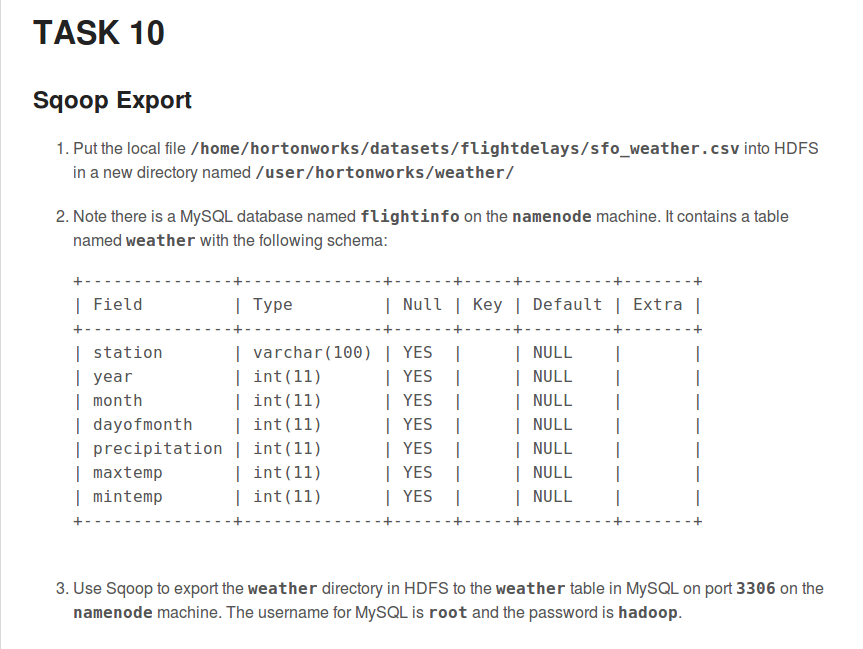 TASK 10
Sqoop Export
1. Put the local file /home/hortonworks/datasets/flightdelays/sfo_weather.csv into HDFS
in a new directory named /user/hortonworks/weather/
2. Note there is a MySQL database named flightinfo on the namenode machine. It contains a table
named weather with the following schema:
+---------------+--------------+------+-----+---------+-------+
| Field         | Type         | Null | Key | Default | Extra |
+---------------+--------------+------+-----+---------+-------+
| station       | varchar(100) | YES  |     | NULL    |       |
| year          | int(11)      | YES  |     | NULL    |       |
| month         | int(11)      | YES  |     | NULL    |       |
| dayofmonth    | int(11)      | YES  |     | NULL    |       |
| precipitation | int(11)      | YES  |     | NULL    |       |
| maxtemp       | int(11)      | YES  |     | NULL    |       |
| mintemp       | int(11)      | YES  |     | NULL    |       |
+---------------+--------------+------+-----+---------+-------+
3. Use Sqoop to export the weather directory in HDFS to the weather table in MySQL on port 3306 on the
namenode machine. The username for MySQL is root and the password is hadoop.